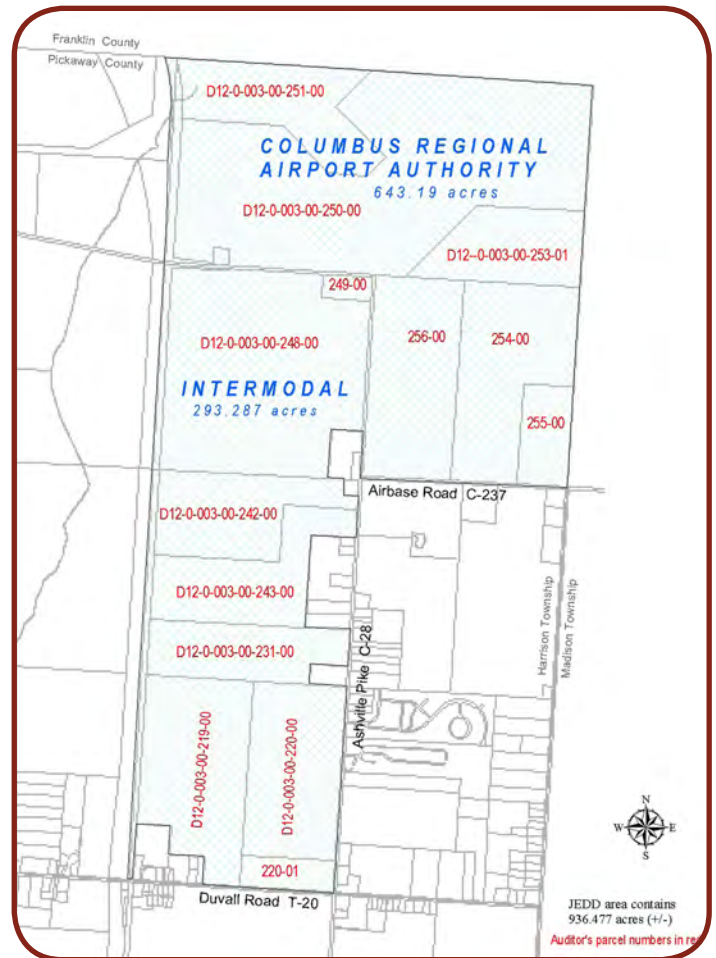 Franklin County
Pickaway County
D12-0-003-00-251-00
COLUMBUS REGIONAL
AIRPORT AUTHORITY
643.19 acres
D12-0-003-00-250-00
D12--0-003-00-253-01
249-00
D12-0-003-00-248-00
256-00
254-00
INTERMODAL
293.287 acres
255-00
Airbase Road C-237
D12-0-003-00-242-00
D12-0-003-00-243-00
Harrison Township
Madison Township
D12-0-003-00-231-00
Ashville Pike C-28
D12-0-003-00-219-00
D12-0-003-00-220-00
220-01
Duvall Road T-20
N
W E
S
JEDD area contains
936.477 acres (+/-)
Auditor's parcel numbers in re